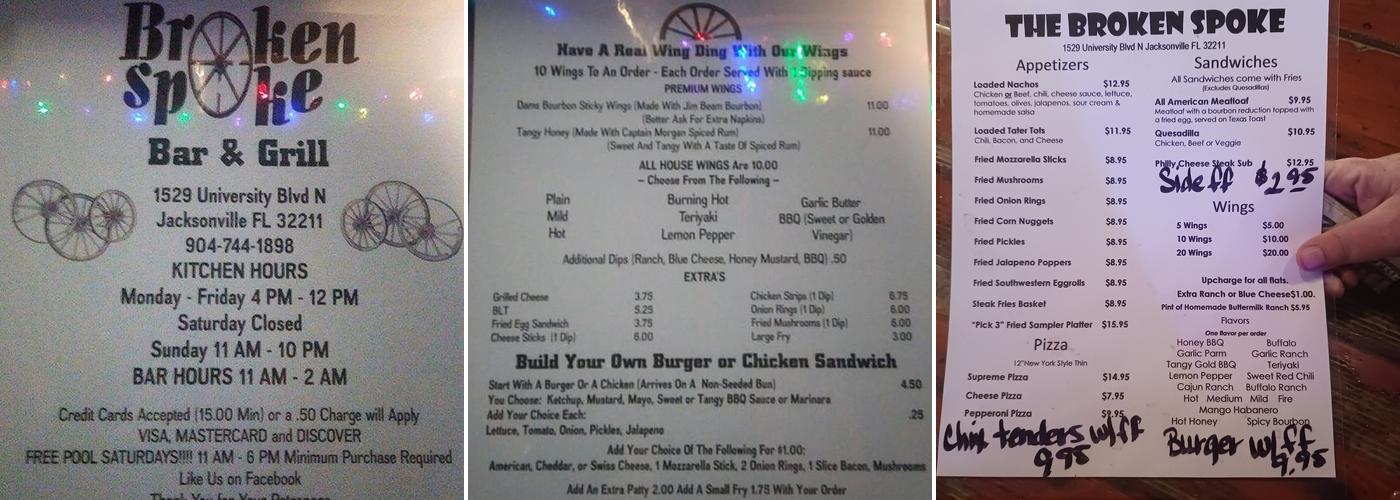 Broken
Spoke
Bar & Grill
1529 University Blvd N
Jacksonville FL 32211
904-744-1898
KITCHEN HOURS
Monday - Friday 4 PM - 12 PM
Saturday Closed
Sunday 11 AM - 10 PM
BAR HOURS 11 AM - 2 AM
Credit Cards Accepted (15.00 Min) or a .50 Charge will Apply
VISA, MASTERCARD and DISCOVER
FREE POOL SATURDAYS!!!! 11 AM - 6 PM Minimum Purchase Required
Like Us on Facebook
Thank You for Your Patronage
Have A Real Wing Ding With Our Wings
10 Wings To An Order - Each Order Served With 1 Dipping sauce
PREMIUM WINGS
Dams Bourbon Sticky Wings (Made With Jim Beam Bourbon) 11.00
(Better Ask For Extra Napkins)
Tangy Honey (Made With Captain Morgan Spiced Rum) 11.00
(Sweet And Tangy With A Taste Of Spiced Rum)
ALL HOUSE WINGS Are 10.00
– Choose From The Following –
Plain Burning Hot Garlic Butter
Mild Teriyaki BBQ (Sweet or Golden
Hot Lemon Pepper Vinegar)
Additional Dips (Ranch, Blue Cheese, Honey Mustard, BBQ) .50
EXTRA'S
Grilled Cheese 3.75 Chicken Strips (1 Dip) 6.75
BLT 5.25 Onion Rings (1 Dip) 6.00
Fried Egg Sandwich 3.75 Fried Mushrooms (1 Dip) 6.00
Cheese Sticks (1 Dip) 6.00 Large Fry 3.00
Build Your Own Burger or Chicken Sandwich
Start With A Burger Or A Chicken (Arrives On A Non-Seeded Bun) 4.50
You Choose: Ketchup, Mustard, Mayo, Sweet or Tangy BBQ Sauce or Marinara
Add Your Choice Each: .25
Lettuce, Tomato, Onion, Pickles, Jalapeno
Add Your Choice Of The Following For $1.00:
American, Cheddar, or Swiss Cheese, 1 Mozzarella Stick, 2 Onion Rings, 1 Slice Bacon, Mushrooms
Add An Extra Patty 2.00 Add A Small Fry 1.75 With Your Order
THE BROKEN SPOKE
1529 University Blvd N Jacksonville FL 32211
Appetizers
Loaded Nachos $12.95
Chicken or Beef, chili, cheese sauce, lettuce,
tomatoes, olives, jalapenos, sour cream &
homemade salsa
Loaded Tater Tots $11.95
Chili, Bacon, and Cheese
Fried Mozzarella Sticks $8.95
Fried Mushrooms $8.95
Fried Onion Rings $8.95
Fried Corn Nuggets $8.95
Fried Pickles $8.95
Fried Jalapeno Poppers $8.95
Fried Southwestern Eggrolls $8.95
Steak Fries Basket $8.95
"Pick 3" Fried Sampler Platter $15.95
Pizza
12"New York Style Thin
Supreme Pizza $14.95
Cheese Pizza $7.95
Pepperoni Pizza $9.95
Chix tenders w/ff
9.95
Sandwiches
All Sandwiches come with Fries
(Excludes Quesadillas)
All American Meatloaf $9.95
Meatloaf with a bourbon reduction topped with
a fried egg, served on Texas Toast
Quesadilla $10.95
Chicken, Beef or Veggie
Philly Cheese Steak Sub $12.95
Side ff $2.95
Wings
5 Wings $5.00
10 Wings $10.00
20 Wings $20.00
Upcharge for all flats.
Extra Ranch or Blue Cheese$1.00.
Pint of Homemade Buttermilk Ranch $5.95
Flavors
One flavor per order
Honey BBQ Buffalo
Garlic Parm Garlic Ranch
Tangy Gold BBQ Teriyaki
Lemon Pepper Sweet Red Chili
Cajun Ranch Buffalo Ranch
Hot Medium Mild Fire
Mango Habanero
Hot Honey Spicy Bourbon
Burger w/ff
9.95